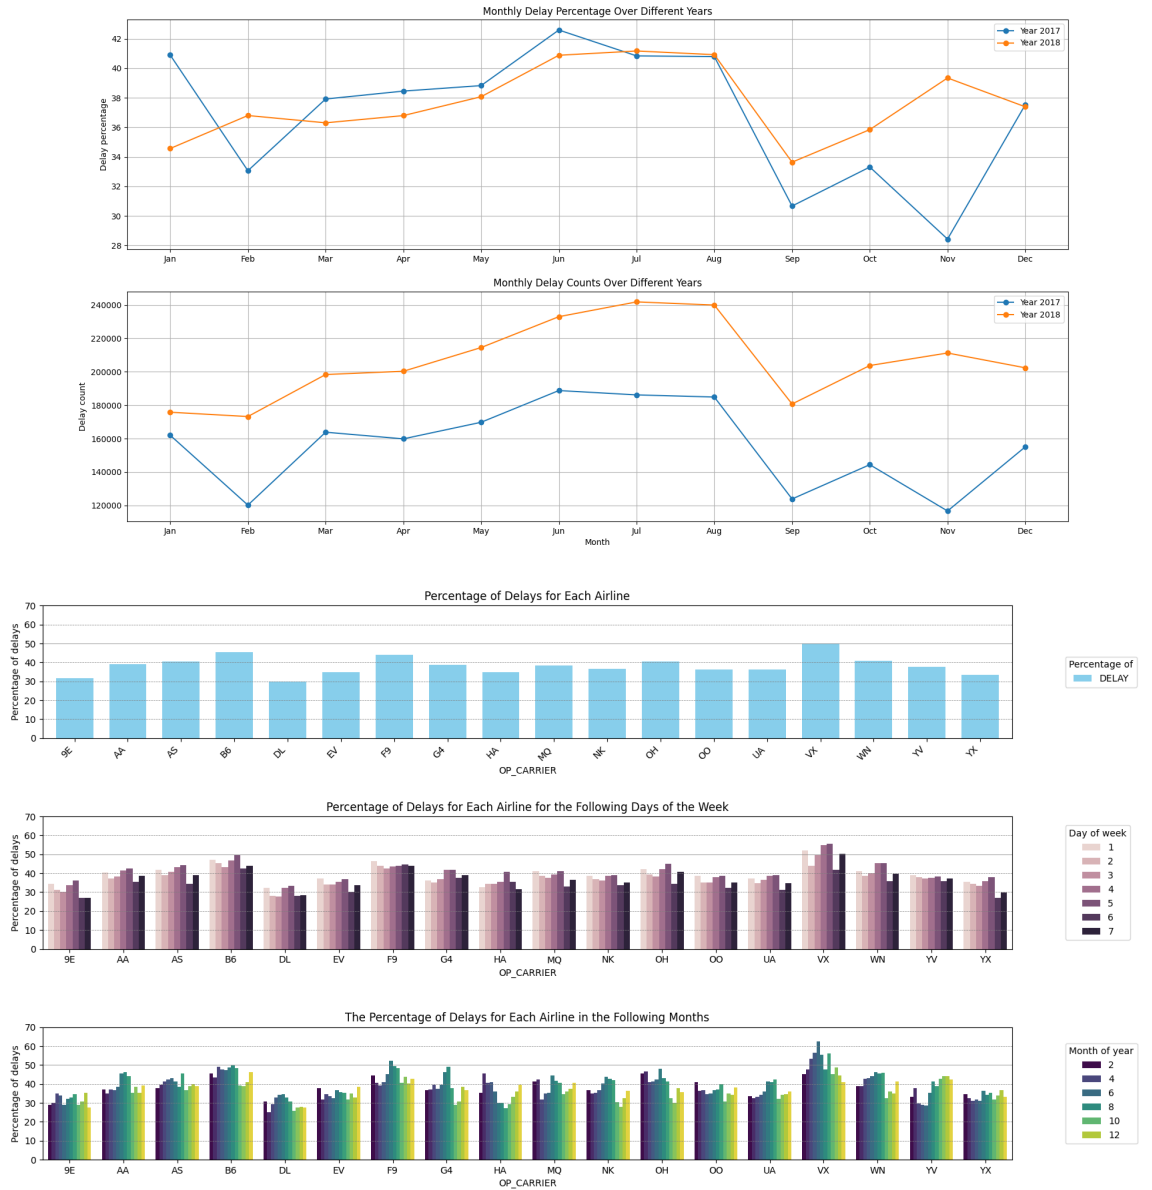 Monthly Delay Percentage Over Different Years
Year 2017
Year 2018
Delay percentage
42
40
38
36
34
32
30
28
Jan Feb Mar Apr May Jun Jul Aug Sep Oct Nov Dec
Monthly Delay Counts Over Different Years
Year 2017
Year 2018
Delay count
240000
220000
200000
180000
160000
140000
120000
Jan Feb Mar Apr May Jun Jul Aug Sep Oct Nov Dec
Month
Percentage of Delays for Each Airline
Percentage of delays
70
60
50
40
30
20
10
0
9E AA AS B6 DL EV F9 G4 HA MQ NK OH OO UA VX WN YV YX
OP_CARRIER
Percentage of
DELAY
Percentage of Delays for Each Airline for the Following Days of the Week
Percentage of delays
70
60
50
40
30
20
10
0
9E AA AS B6 DL EV F9 G4 HA MQ NK OH OO UA VX WN YV YX
OP_CARRIER
Day of week
1
2
3
4
5
6
7
The Percentage of Delays for Each Airline in the Following Months
Percentage of delays
70
60
50
40
30
20
10
0
9E AA AS B6 DL EV F9 G4 HA MQ NK OH OO UA VX WN YV YX
OP_CARRIER
Month of year
2
4
6
8
10
12